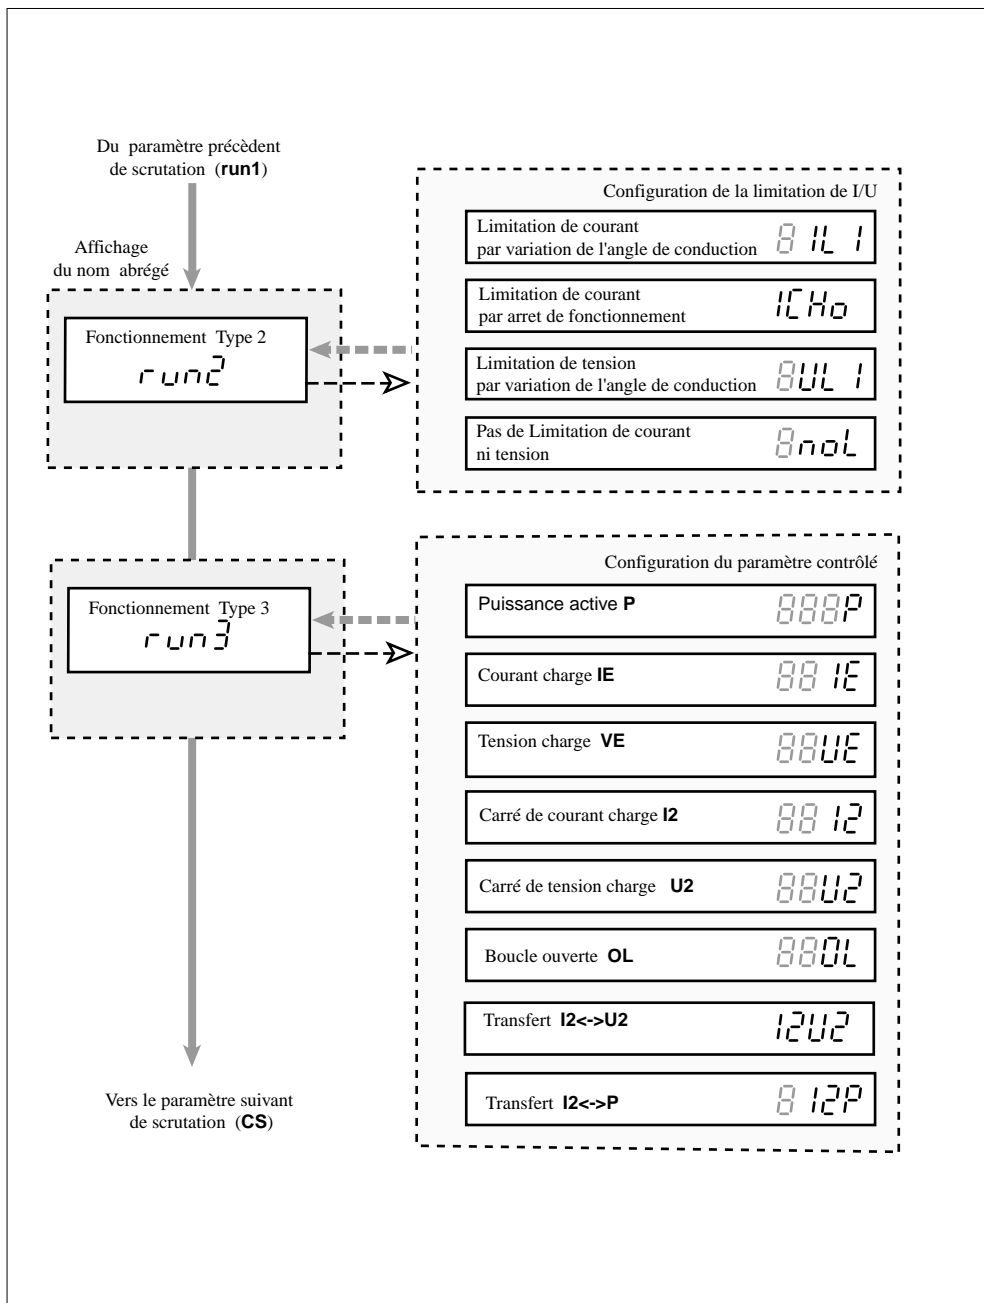 Du paramètre précèdent
de scrutation (run1)
Affichage
du nom abrégé
Fonctionnement Type 2
run2
Configuration de la limitation de I/U
Limitation de courant
par variation de l'angle de conduction
8 IL I
Limitation de courant
par arret de fonctionnement
ICHo
Limitation de tension
par variation de l'angle de conduction
8UL I
Pas de Limitation de courant
ni tension
8noL
Fonctionnement Type 3
run3
Configuration du paramètre contrôlé
Puissance active P
888P
Courant charge IE
88 IE
Tension charge VE
88UE
Carré de courant charge I2
88 I2
Carré de tension charge U2
88U2
Boucle ouverte OL
88OL
Transfert I2<->U2
I2U2
Transfert I2<->P
8 I2P
Vers le paramètre suivant
de scrutation (CS)